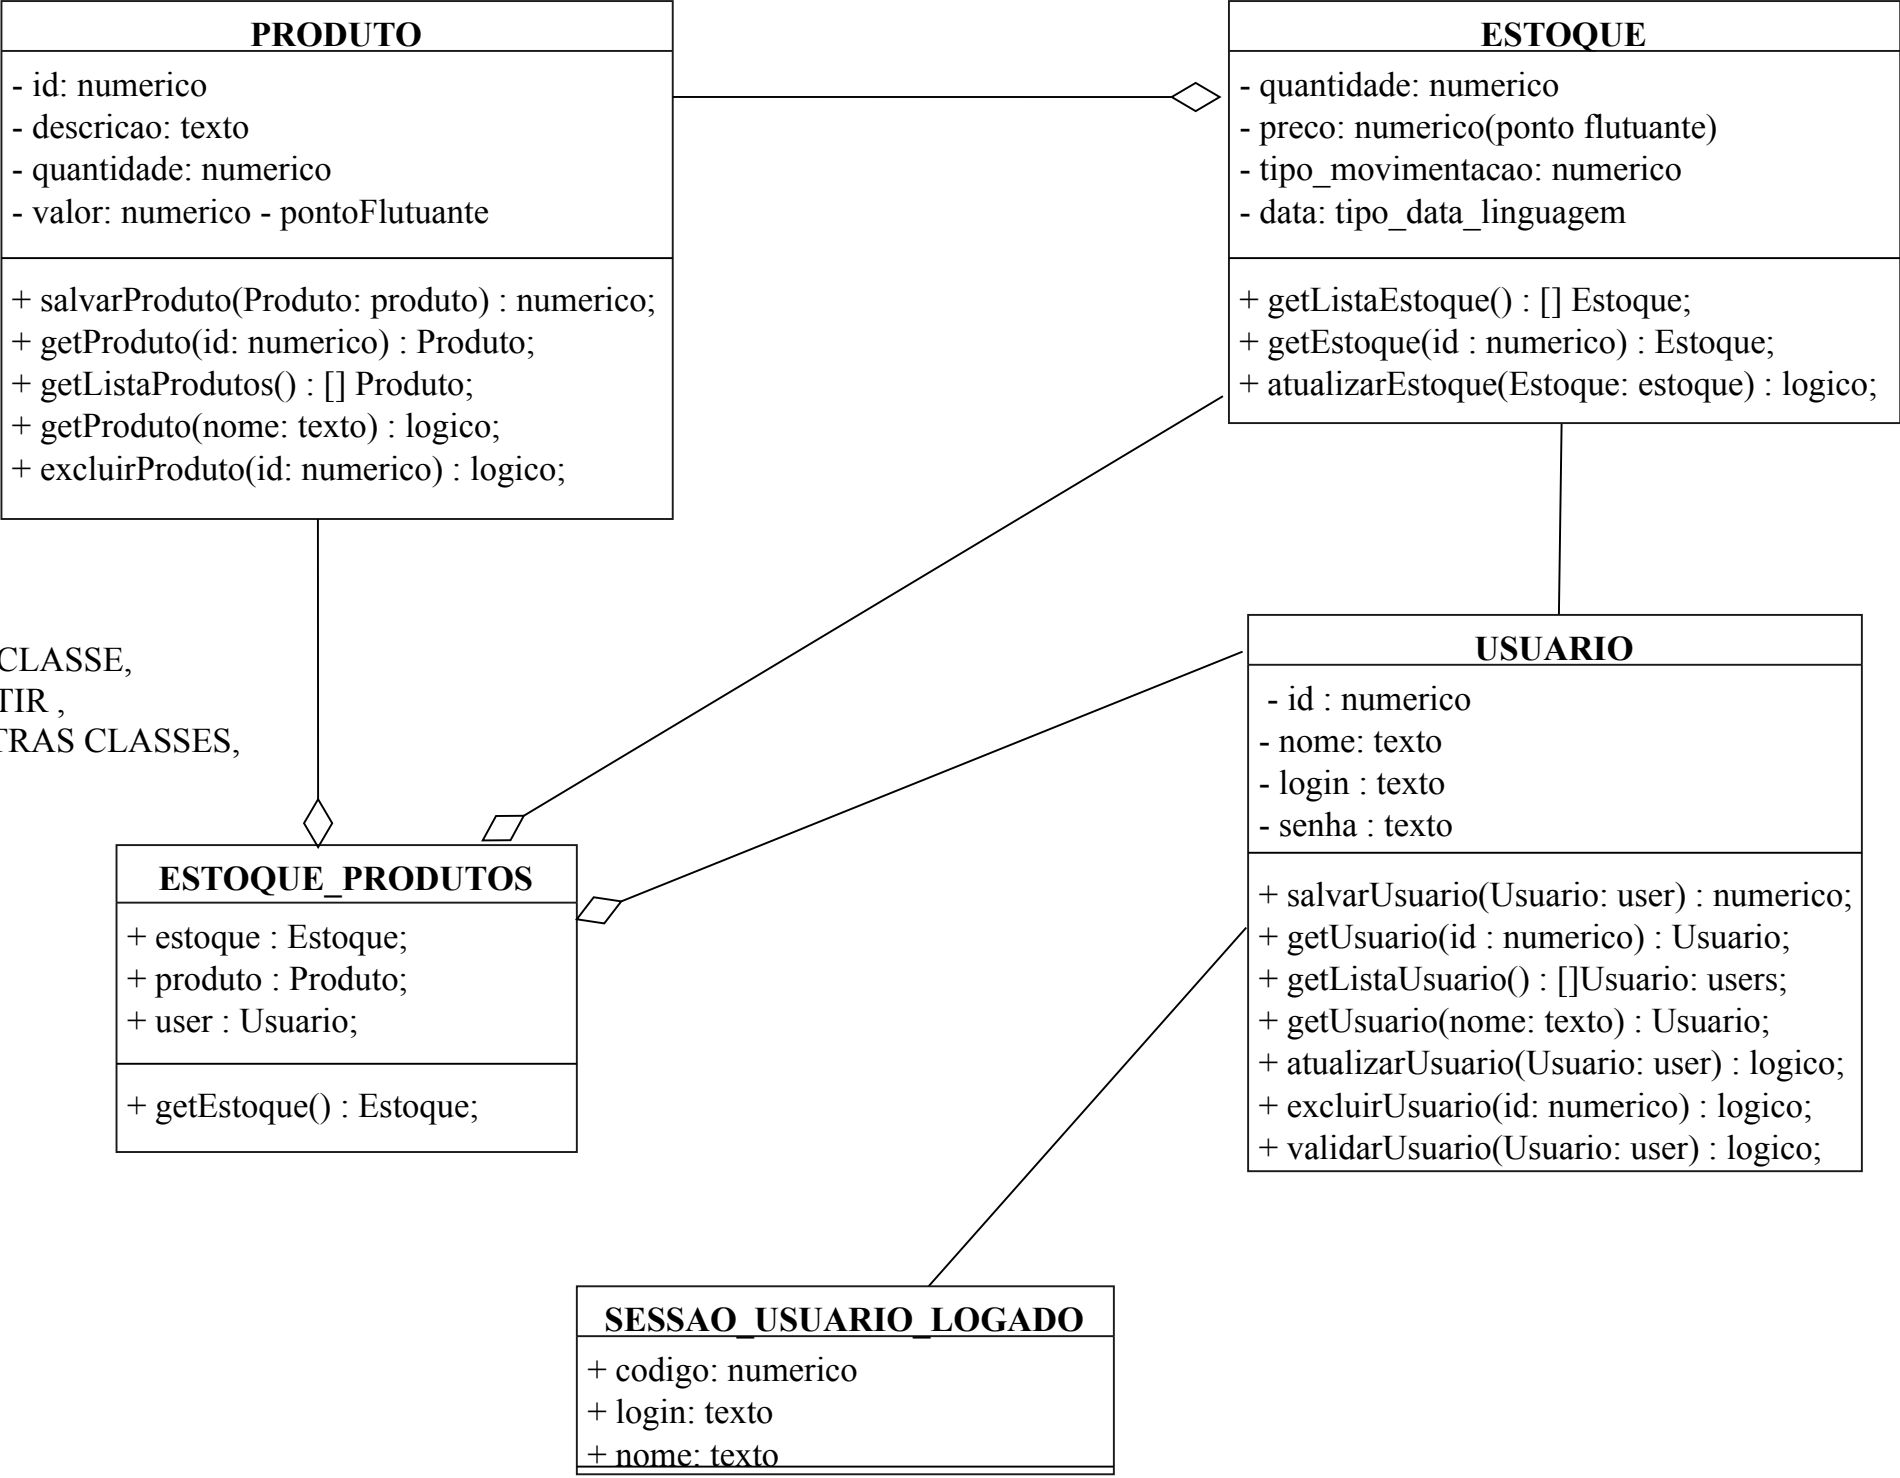 PRODUTO
- id: numerico
- descricao: texto
- quantidade: numerico
- valor: numerico - pontoFlutuante
+ salvarProduto(Produto: produto) : numerico;
+ getProduto(id: numerico) : Produto;
+ getListaProdutos() : [] Produto;
+ getProduto(nome: texto) : logico;
+ excluirProduto(id: numerico) : logico;
ESTOQUE
- quantidade: numerico
- preco: numerico(ponto flutuante)
- tipo_movimentacao: numerico
- data: tipo_data_linguagem
+ getListaEstoque() : [] Estoque;
+ getEstoque(id : numerico) : Estoque;
+ atualizarEstoque(Estoque: estoque) : logico;
CLASSE,
TIR ,
TRAS CLASSES,
USUARIO
- id : numerico
- nome: texto
- login : texto
- senha : texto
+ salvarUsuario(Usuario: user) : numerico;
+ getUsuario(id : numerico) : Usuario;
+ getListaUsuario() : []Usuario: users;
+ getUsuario(nome: texto) : Usuario;
+ atualizarUsuario(Usuario: user) : logico;
+ excluirUsuario(id: numerico) : logico;
+ validarUsuario(Usuario: user) : logico;
ESTOQUE_PRODUTOS
+ estoque : Estoque;
+ produto : Produto;
+ user : Usuario;
+ getEstoque() : Estoque;
SESSAO_USUARIO_LOGADO
+ codigo: numerico
+ login: texto
+ nome: texto